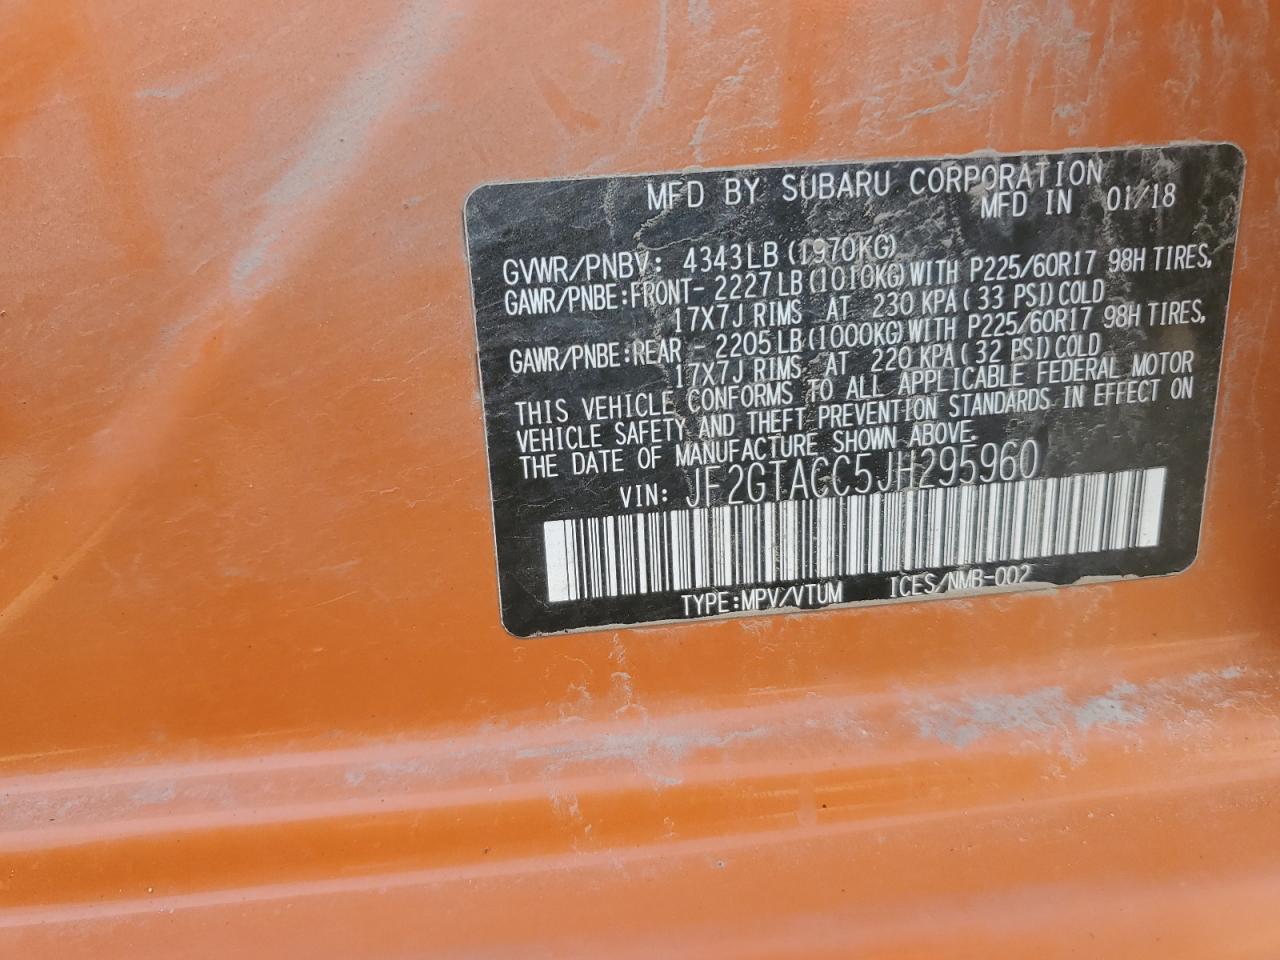 MFD BY SUBARU CORPORATION
MFD IN 01/18
GVWR/PNBV: 4343LB (1970KG)
GAWR/PNBE:FRONT- 2227LB (1010KG) WITH P225/60R17 98H TIRES,
17X7J RIMS AT 230 KPA (33 PSI) COLD
GAWR/PNBE:REAR - 2205LB (1000KG) WITH P225/60R17 98H TIRES,
17X7J RIMS AT 220 KPA (32 PSI) COLD
THIS VEHICLE CONFORMS TO ALL APPLICABLE FEDERAL MOTOR
VEHICLE SAFETY AND THEFT PREVENTION STANDARDS IN EFFECT ON
THE DATE OF MANUFACTURE SHOWN ABOVE.
VIN: JF2GTACC5JH295960
TYPE:MPV/VTUM ICES/NMB-002